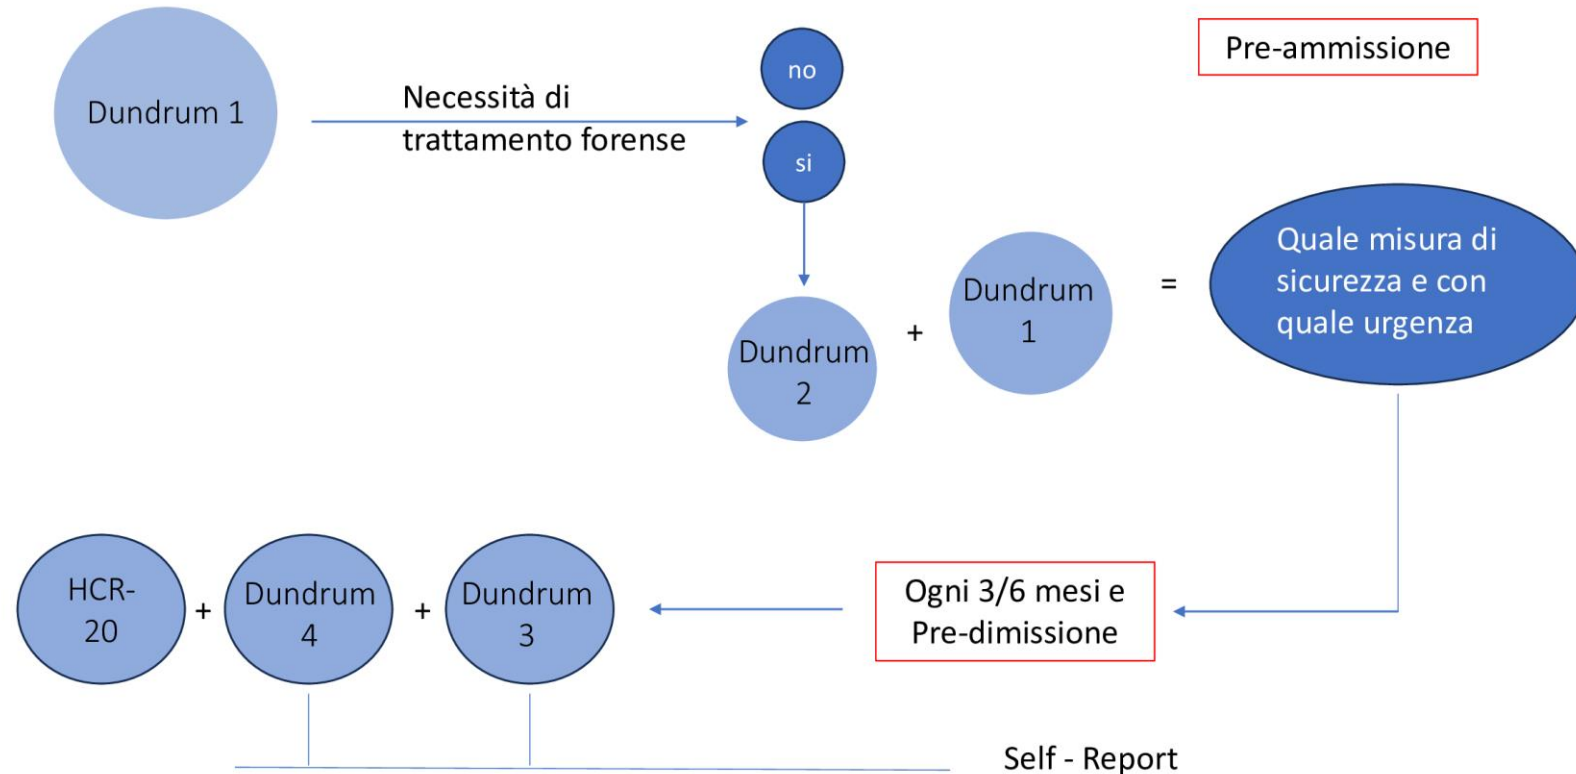 Pre-ammissione
Dundrum 1
Necessità di
trattamento forense
no
si
Dundrum
2
+
Dundrum
1
=
Quale misura di
sicurezza e con
quale urgenza
Ogni 3/6 mesi e
Pre-dimissione
HCR-
20
+
Dundrum
4
+
Dundrum
3
Self - Report